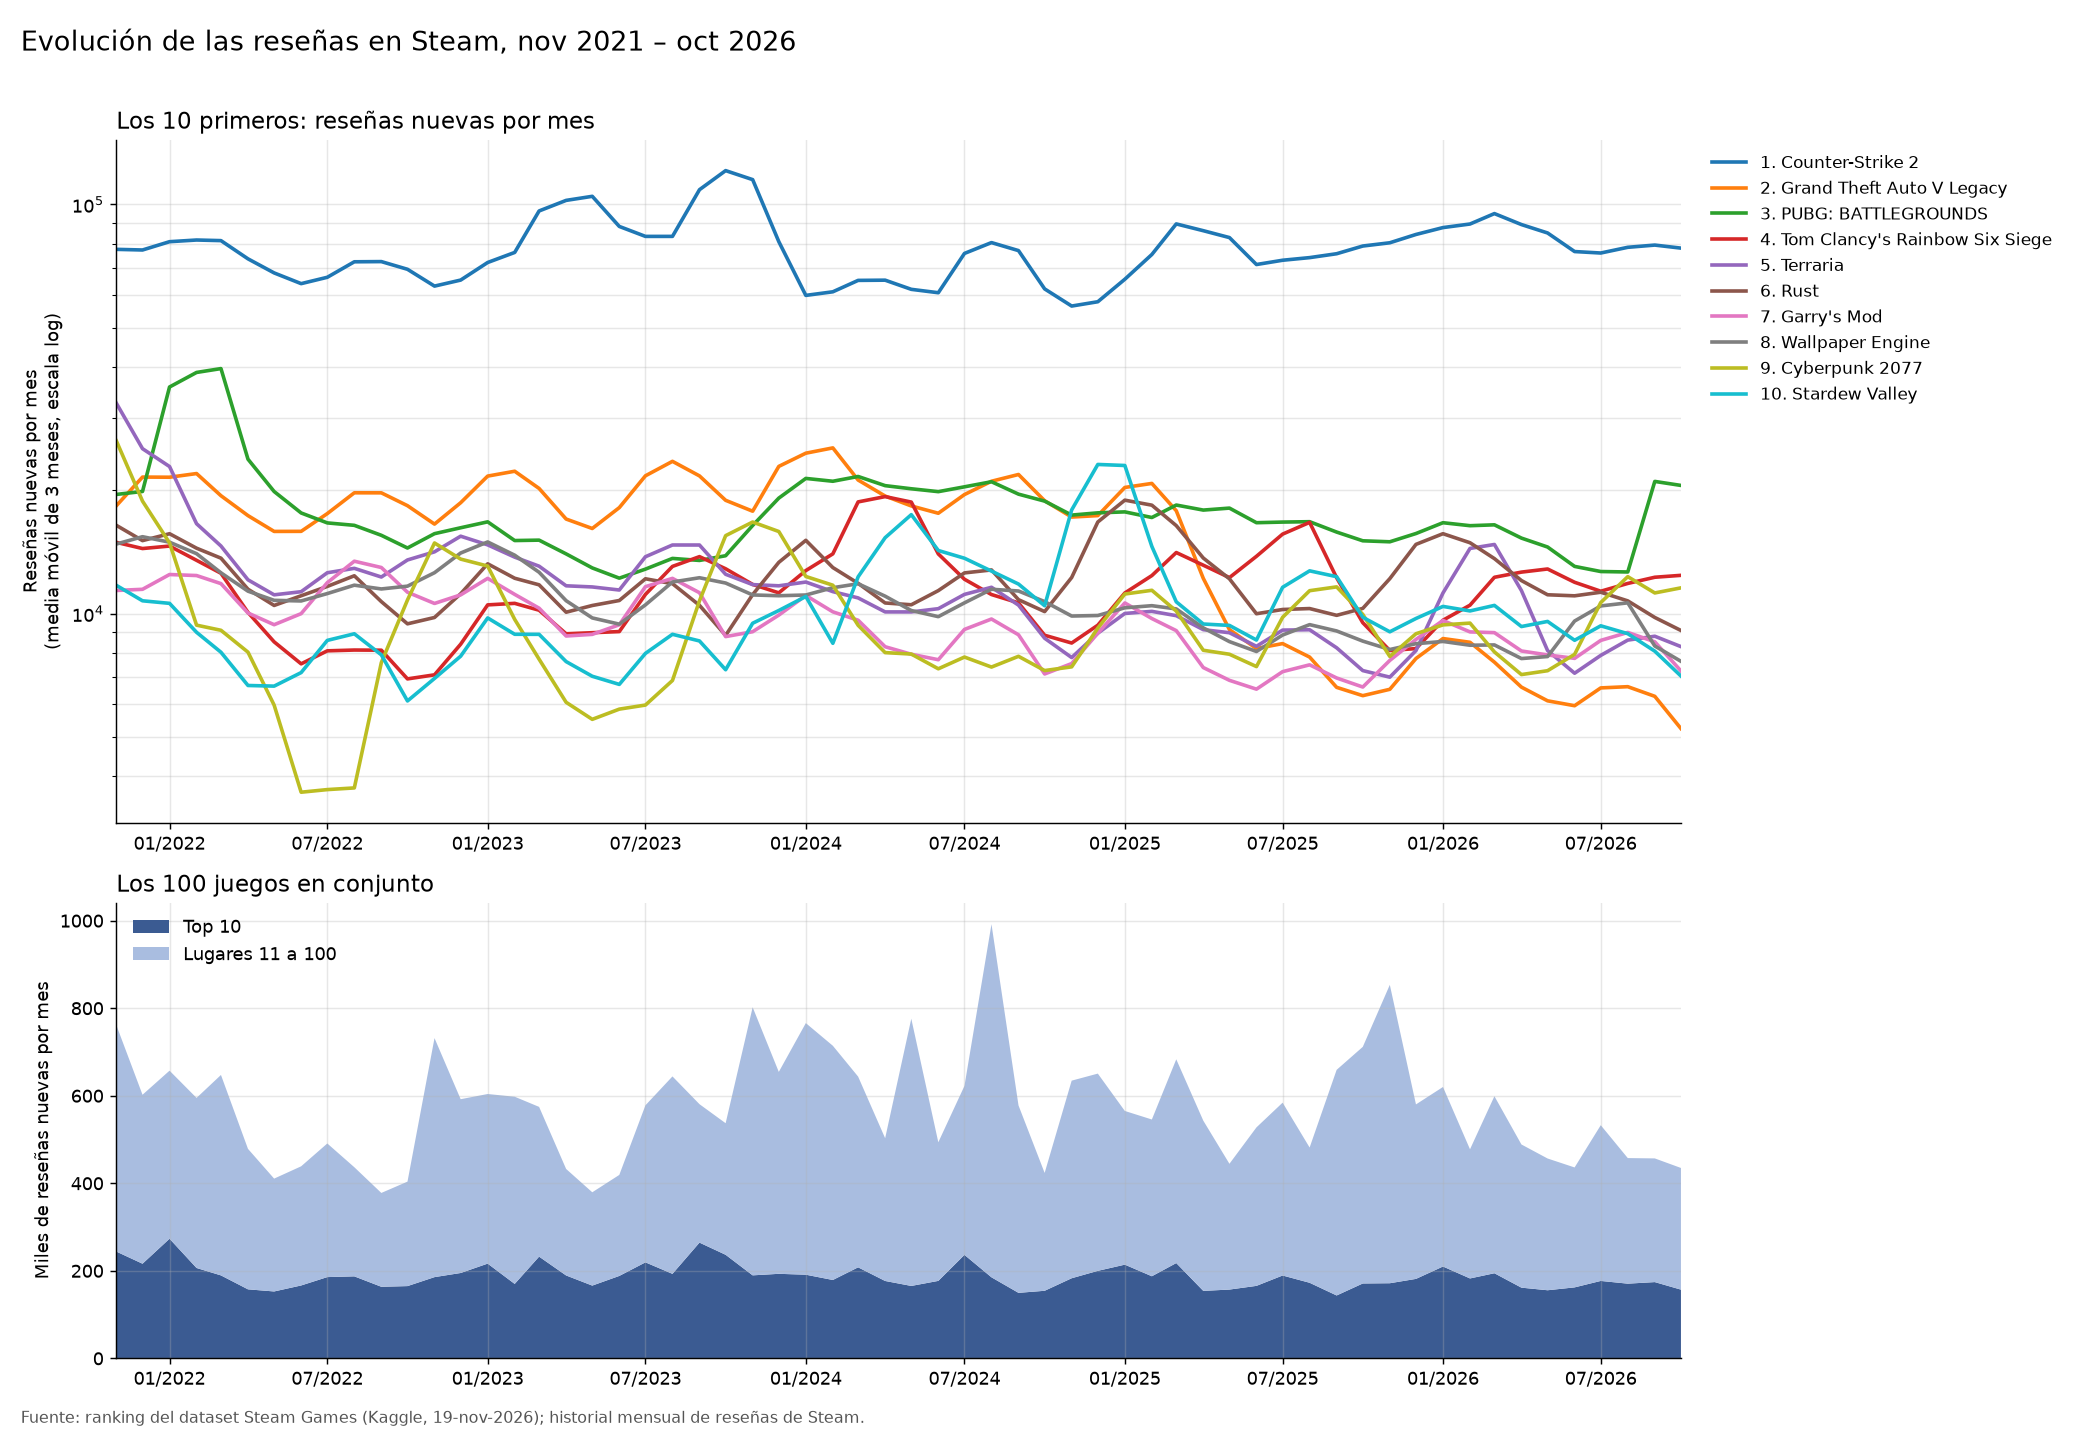 Evolución de las reseñas en Steam, nov 2021 – oct 2026
Los 10 primeros: reseñas nuevas por mes
Reseñas nuevas por mes
(media móvil de 3 meses, escala log)
10⁵
10⁴
01/2022 07/2022 01/2023 07/2023 01/2024 07/2024 01/2025 07/2025 01/2026 07/2026
1. Counter-Strike 2
2. Grand Theft Auto V Legacy
3. PUBG: BATTLEGROUNDS
4. Tom Clancy's Rainbow Six Siege
5. Terraria
6. Rust
7. Garry's Mod
8. Wallpaper Engine
9. Cyberpunk 2077
10. Stardew Valley
Los 100 juegos en conjunto
Miles de reseñas nuevas por mes
1000
800
600
400
200
0
Top 10
Lugares 11 a 100
01/2022 07/2022 01/2023 07/2023 01/2024 07/2024 01/2025 07/2025 01/2026 07/2026
Fuente: ranking del dataset Steam Games (Kaggle, 19-nov-2026); historial mensual de reseñas de Steam.